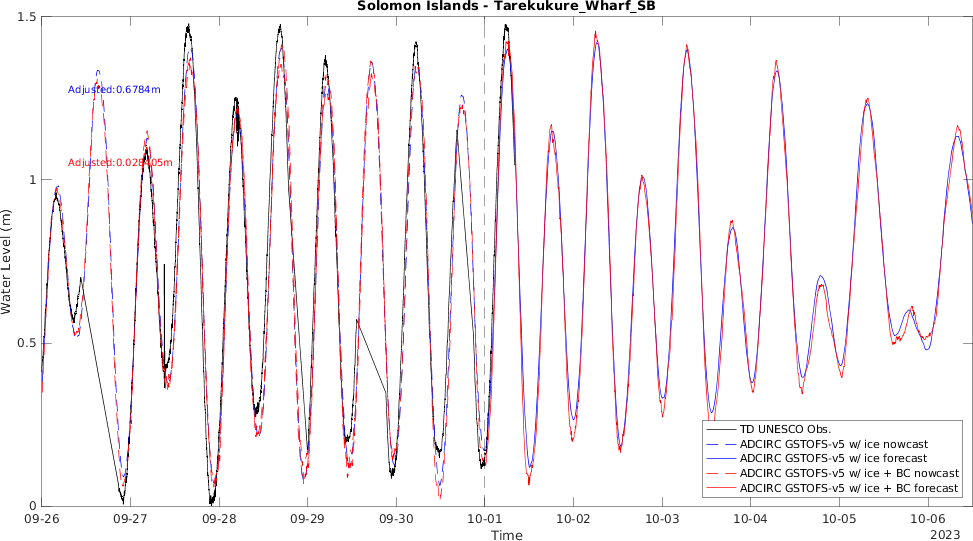 Solomon Islands - Tarekukure_Wharf_SB
1.5
Adjusted:0.6784m
Adjusted:0.028405m
1
Water Level (m)
0.5
TD UNESCO Obs.
ADCIRC GSTOFS-v5 w/ ice nowcast
ADCIRC GSTOFS-v5 w/ ice forecast
ADCIRC GSTOFS-v5 w/ ice + BC nowcast
ADCIRC GSTOFS-v5 w/ ice + BC forecast
0
09-26 09-27 09-28 09-29 09-30 10-01 10-02 10-03 10-04 10-05 10-06
Time 2023